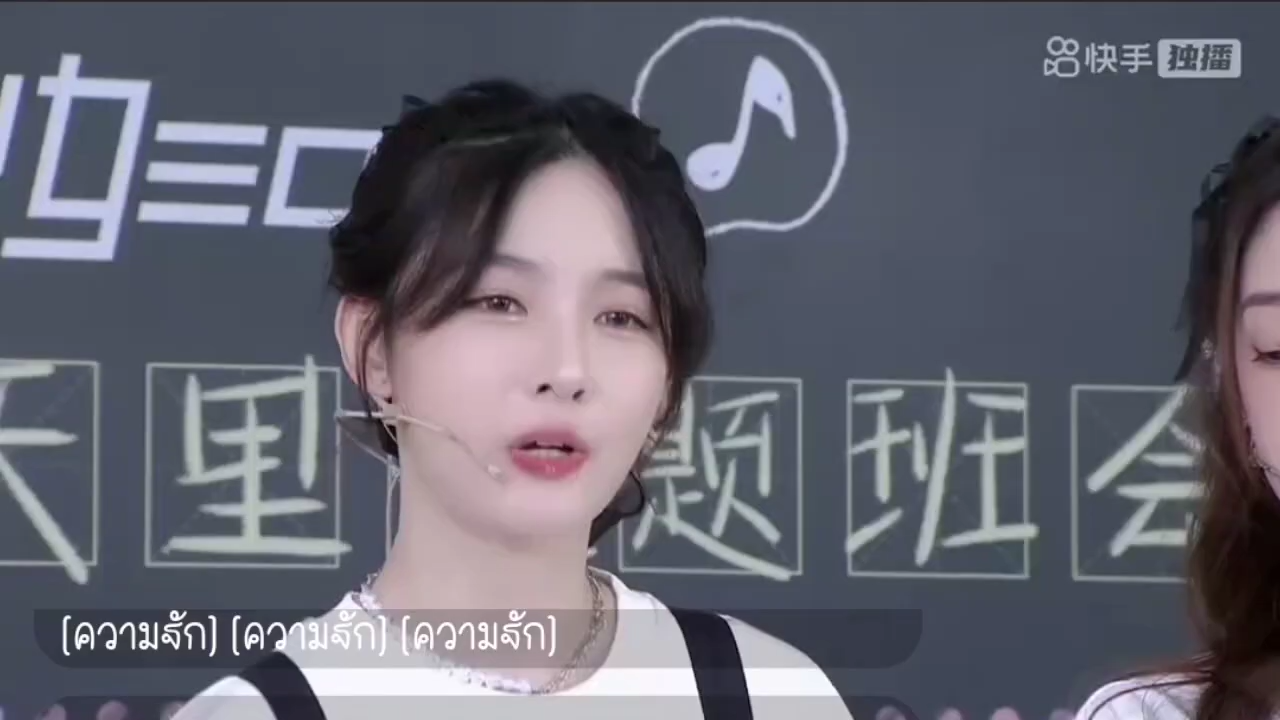 快手 独播
里 题 班 会
(ความรัก) (ความรัก) (ความรัก)